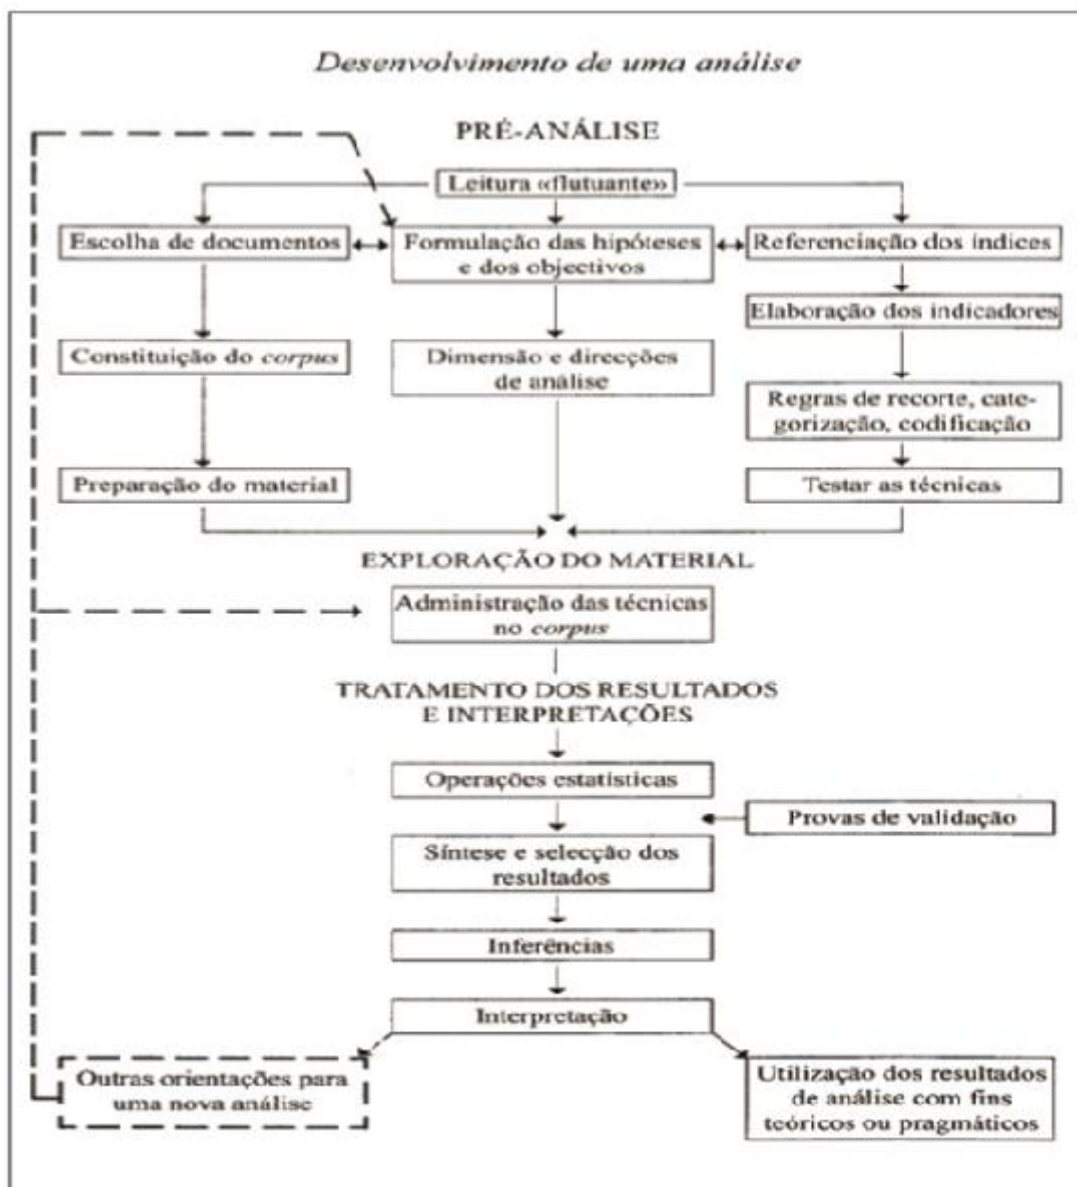 Desenvolvimento de uma análise
PRÉ-ANÁLISE
Leitura «flutuante»
Escolha de documentos
Formulação das hipóteses
e dos objectivos
Referenciação dos índices
Elaboração dos indicadores
Constituição do corpus
Dimensão e direcções
de análise
Regras de recorte, cate-
gorização, codificação
Preparação do material
Testar as técnicas
EXPLORAÇÃO DO MATERIAL
Administração das técnicas
no corpus
TRATAMENTO DOS RESULTADOS
E INTERPRETAÇÕES
Operações estatísticas
Provas de validação
Síntese e selecção dos
resultados
Inferências
Interpretação
Outras orientações para
uma nova análise
Utilização dos resultados
de análise com fins
teóricos ou pragmáticos